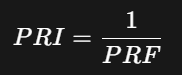 PRI = 1/PRF